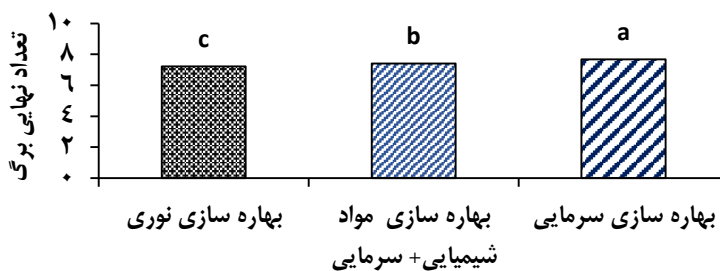 تعداد نهایی برگ
۱۰
۸
۶
۴
۲
۰
c
b
a
بهاره سازی نوری
بهاره سازی مواد
شیمیایی+ سرمایی
بهاره سازی سرمایی